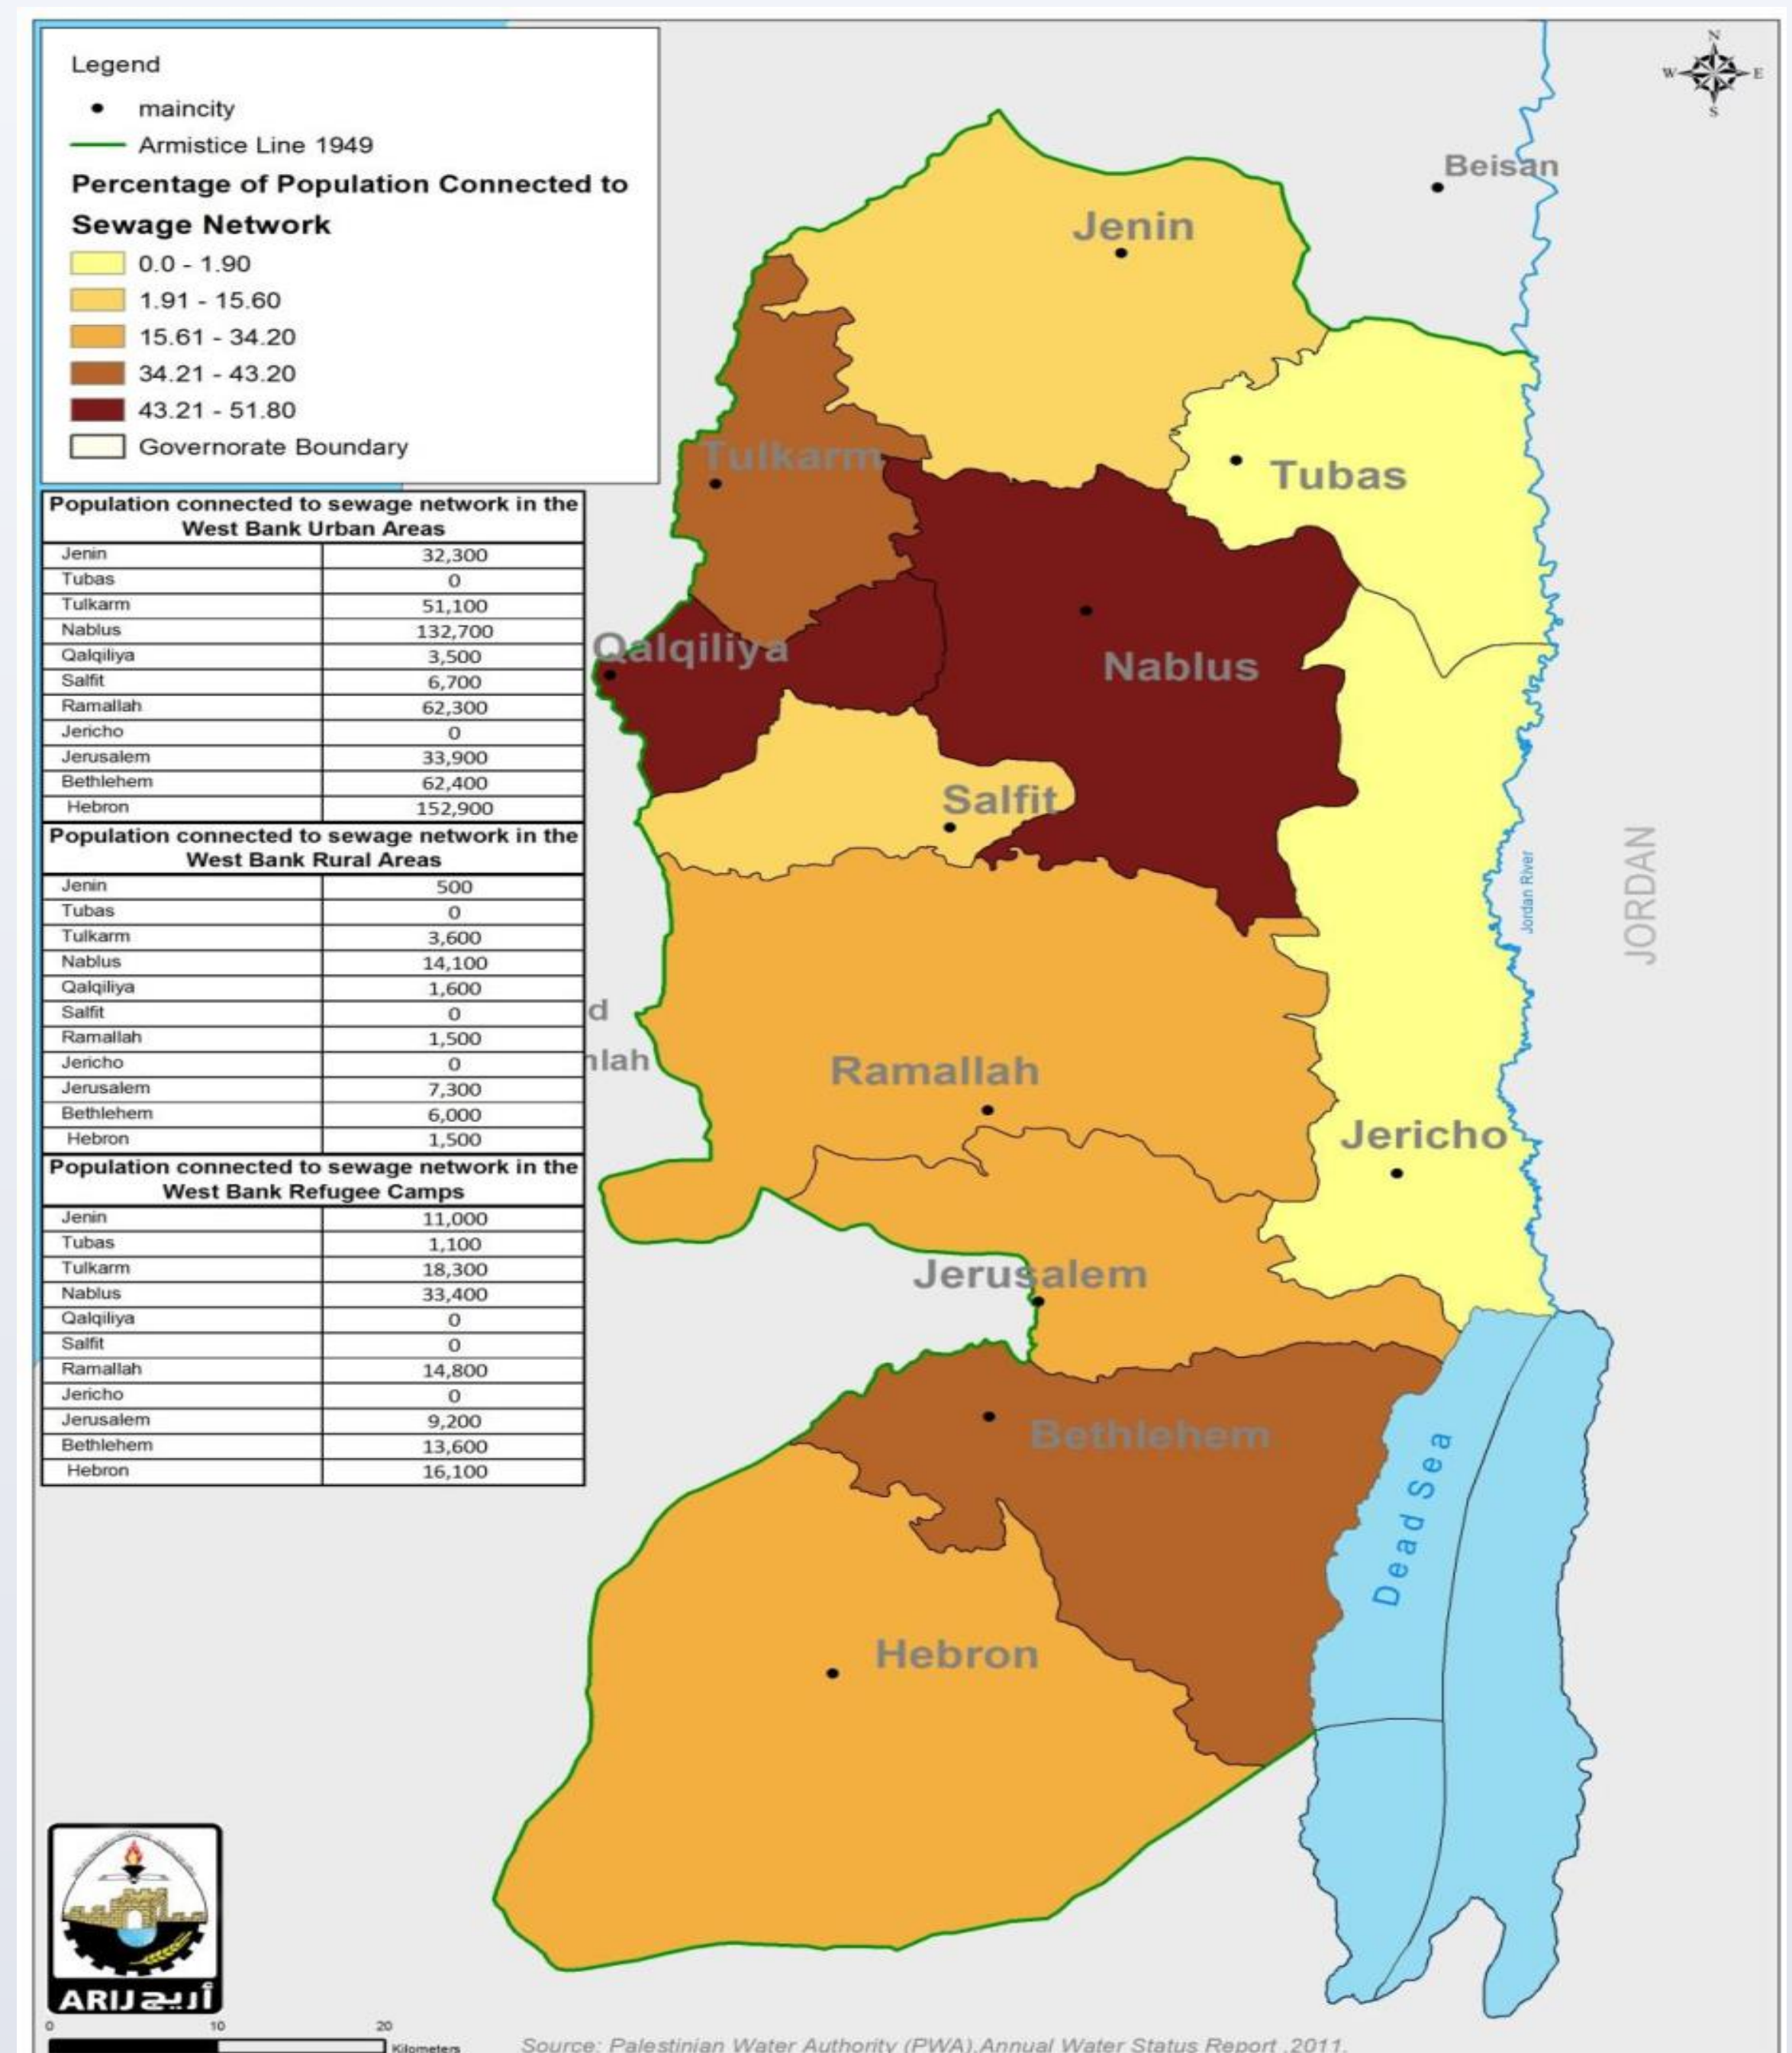 Legend
maincity
Armistice Line 1949
Percentage of Population Connected to
Sewage Network
0.0 - 1.90
1.91 - 15.60
15.61 - 34.20
34.21 - 43.20
43.21 - 51.80
Governorate Boundary
Population connected to sewage network in the
West Bank Urban Areas
Jenin 32,300
Tubas 0
Tulkarm 51,100
Nablus 132,700
Qalqiliya 3,500
Salfit 6,700
Ramallah 62,300
Jericho 0
Jerusalem 33,900
Bethlehem 62,400
Hebron 152,900
Population connected to sewage network in the
West Bank Rural Areas
Jenin 500
Tubas 0
Tulkarm 3,600
Nablus 14,100
Qalqiliya 1,600
Salfit 0
Ramallah 1,500
Jericho 0
Jerusalem 7,300
Bethlehem 6,000
Hebron 1,500
Population connected to sewage network in the
West Bank Refugee Camps
Jenin 11,000
Tubas 1,100
Tulkarm 18,300
Nablus 33,400
Qalqiliya 0
Salfit 0
Ramallah 14,800
Jericho 0
Jerusalem 9,200
Bethlehem 13,600
Hebron 16,100
N
W E
S
Beisan
Jenin
Tulkarm
Tubas
Qalqiliya
Nablus
Salfit
Jordan River
JORDAN
d
Ramallah
Jericho
Jerusalem
Bethlehem
Dead Sea
Hebron
ARIJ أريج
0 10 20
Kilometers
Source: Palestinian Water Authority (PWA),Annual Water Status Report ,2011.